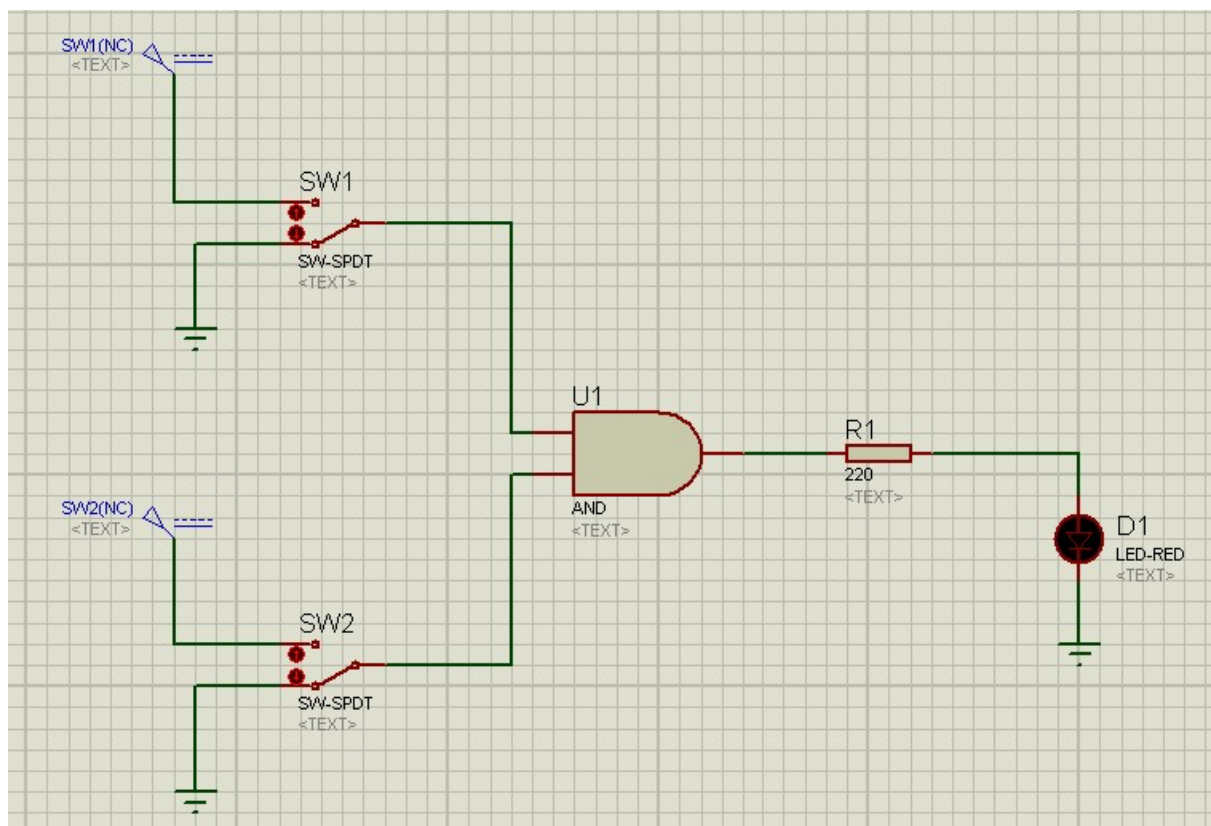 SW1(NC)
<TEXT>
SW1
SW-SPDT
<TEXT>
U1
AND
<TEXT>
R1
220
<TEXT>
D1
LED-RED
<TEXT>
SW2(NC)
<TEXT>
SW2
SW-SPDT
<TEXT>